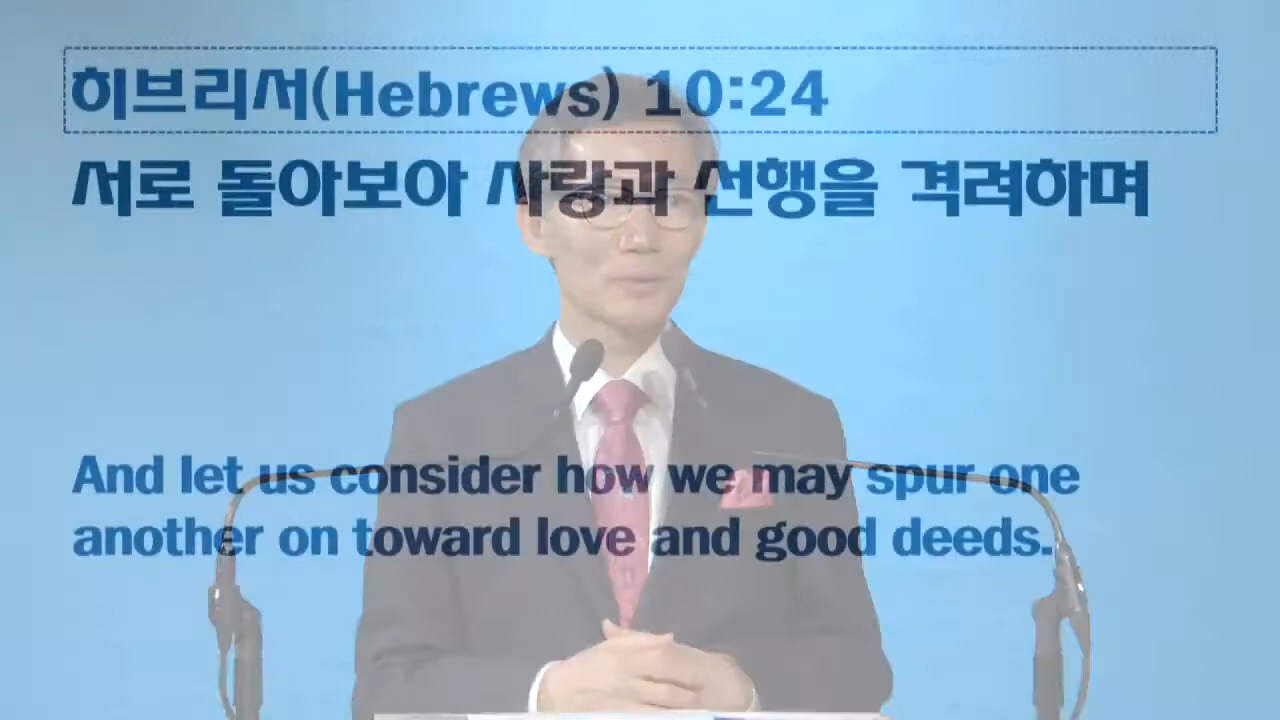 히브리서(Hebrews) 10:24
서로 돌아보아 사랑과 선행을 격려하며
And let us consider how we may spur one
another on toward love and good deeds.